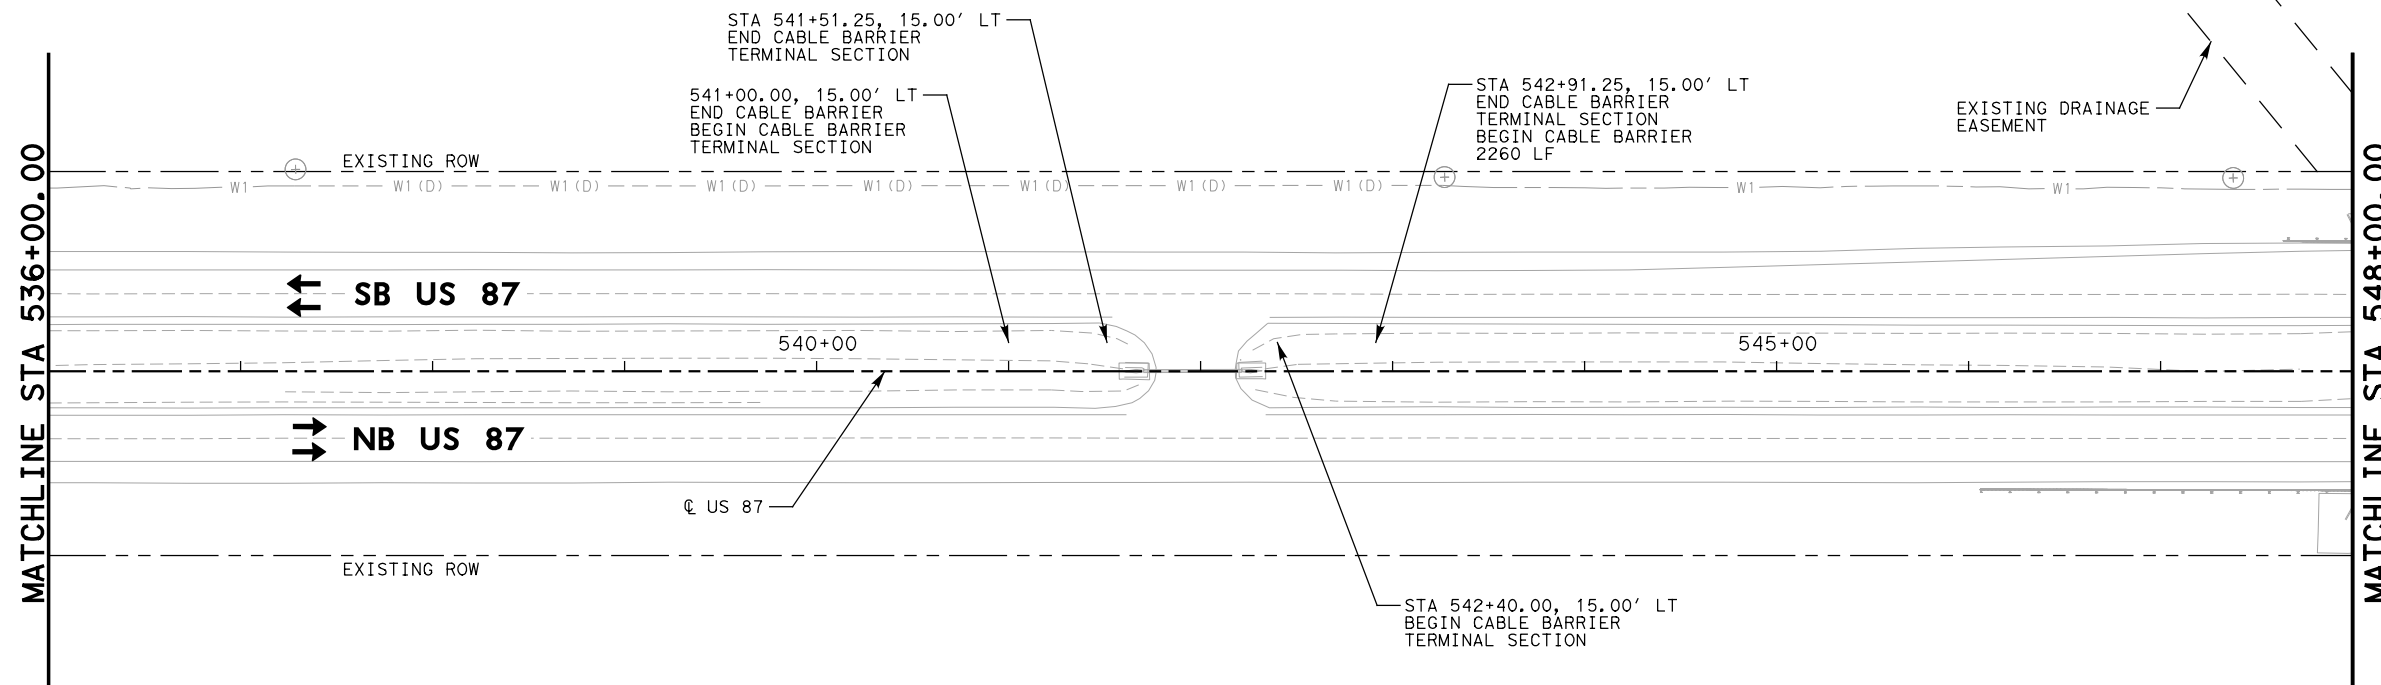 STA 541+51.25, 15.00' LT
END CABLE BARRIER
TERMINAL SECTION
541+00.00, 15.00' LT
END CABLE BARRIER
BEGIN CABLE BARRIER
TERMINAL SECTION
STA 542+91.25, 15.00' LT
END CABLE BARRIER
TERMINAL SECTION
BEGIN CABLE BARRIER
2260 LF
EXISTING DRAINAGE
EASEMENT
MATCHLINE STA 536+00.00
EXISTING ROW
W1
W1(D)
W1(D)
W1(D)
W1(D)
W1(D)
W1(D)
W1(D)
W1
W1
SB US 87
540+00
545+00
NB US 87
℄ US 87
EXISTING ROW
STA 542+40.00, 15.00' LT
BEGIN CABLE BARRIER
TERMINAL SECTION
MATCHLINE STA 548+00.00